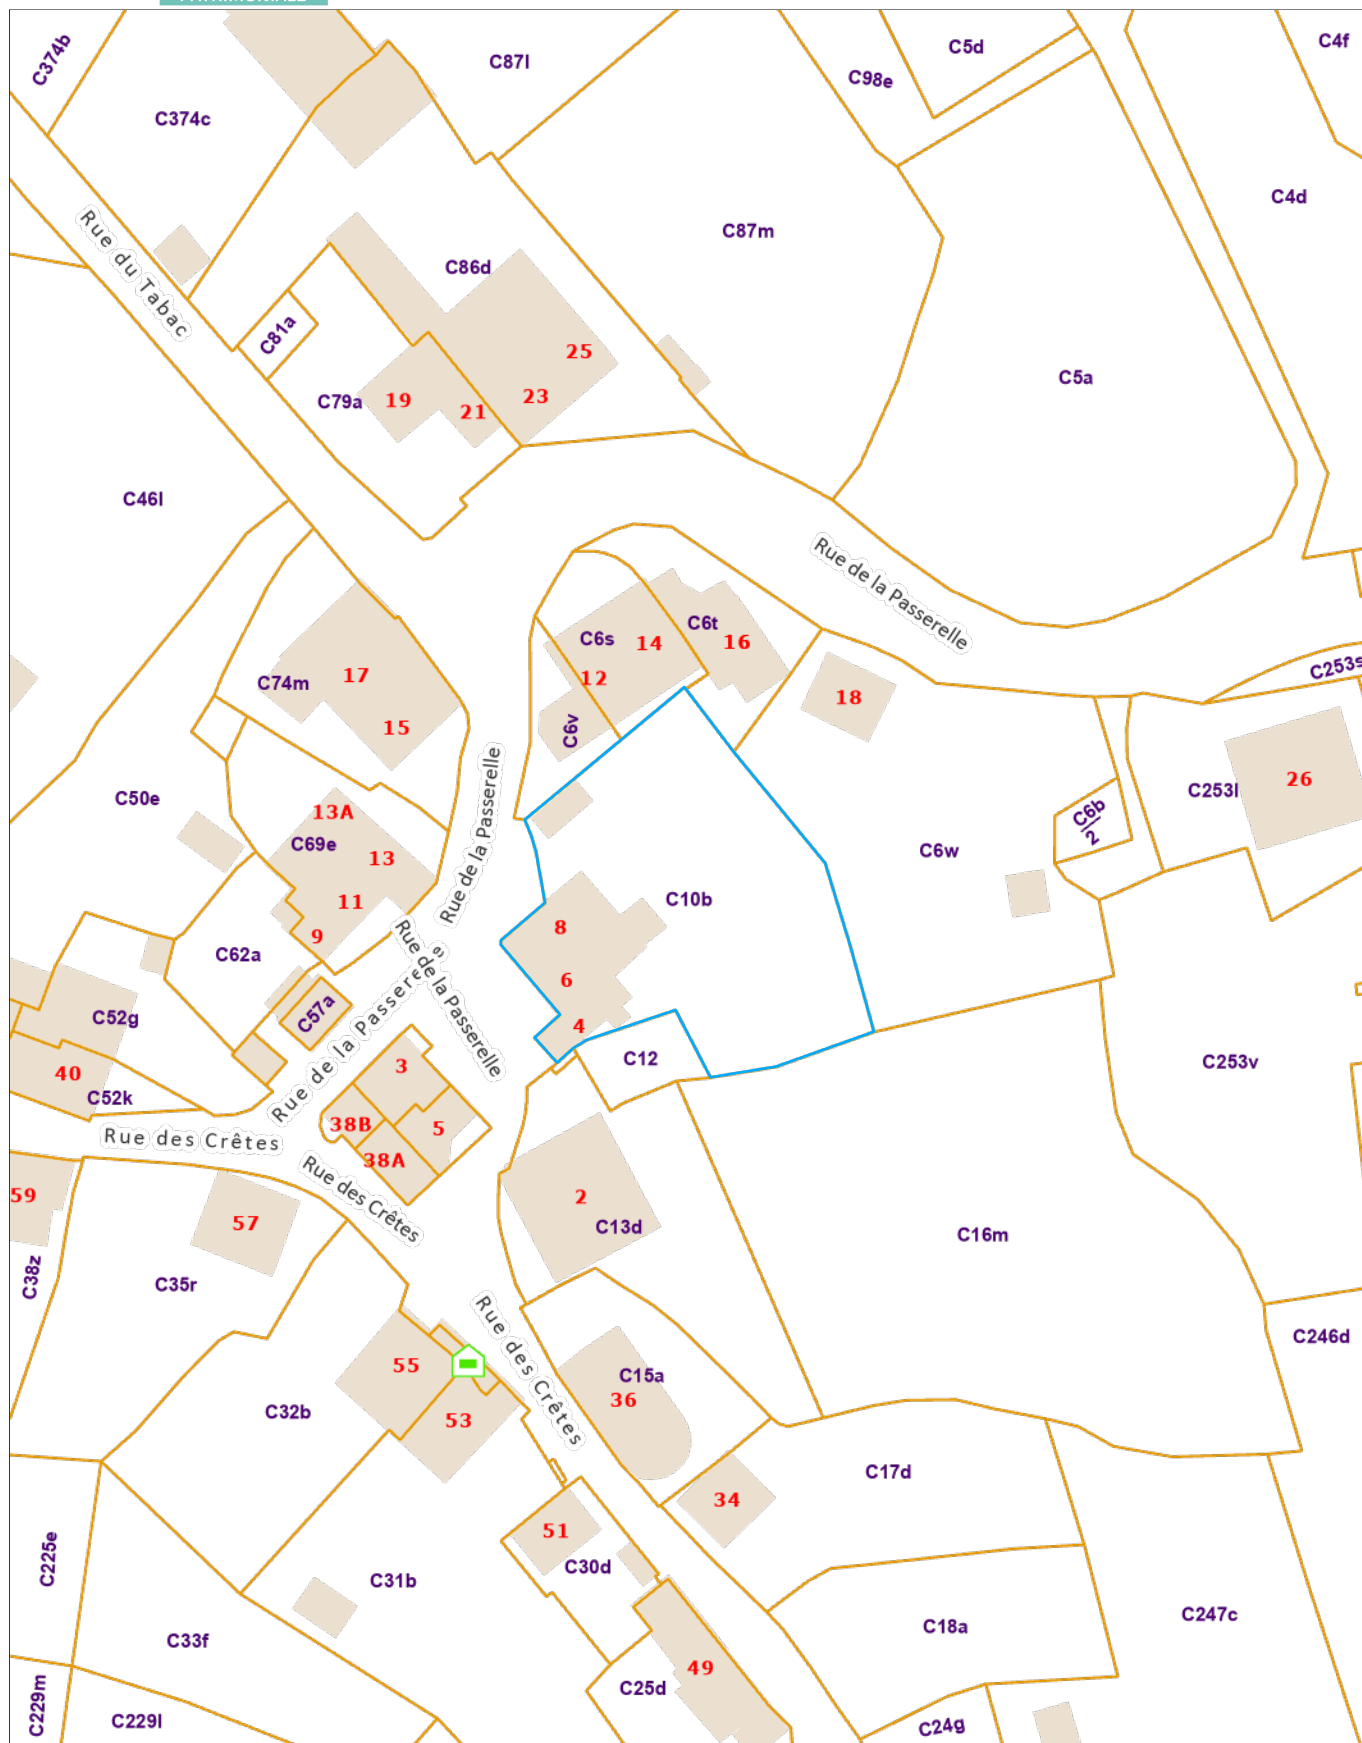 C374b
C87l
C5d
C98e
C4f
C374c
C4d
Rue du Tabac
C87m
C86d
C81a
25
C5a
C79a
19
23
21
C46l
Rue de la Passerelle
C6s
14
C6t
16
C253s
12
18
C74m
17
15
C6v
26
C253l
C50e
C6b
2
13A
C69e
13
Rue de la Passerelle
C6w
11
C10b
8
9
C62a
Rue de la Passerelle
6
C57a
C52g
4
Rue de la Passere
C12
C253v
3
40
C52k
38B
5
Rue des Crêtes
38A
Rue des Crêtes
59
2
57
C13d
C16m
C38z
C35r
Rue des Crêtes
C246d
55
C15a
36
C32b
53
C17d
34
51
C30d
C225e
C31b
C247c
C18a
C33f
49
C25d
C229m
C229l
C24g